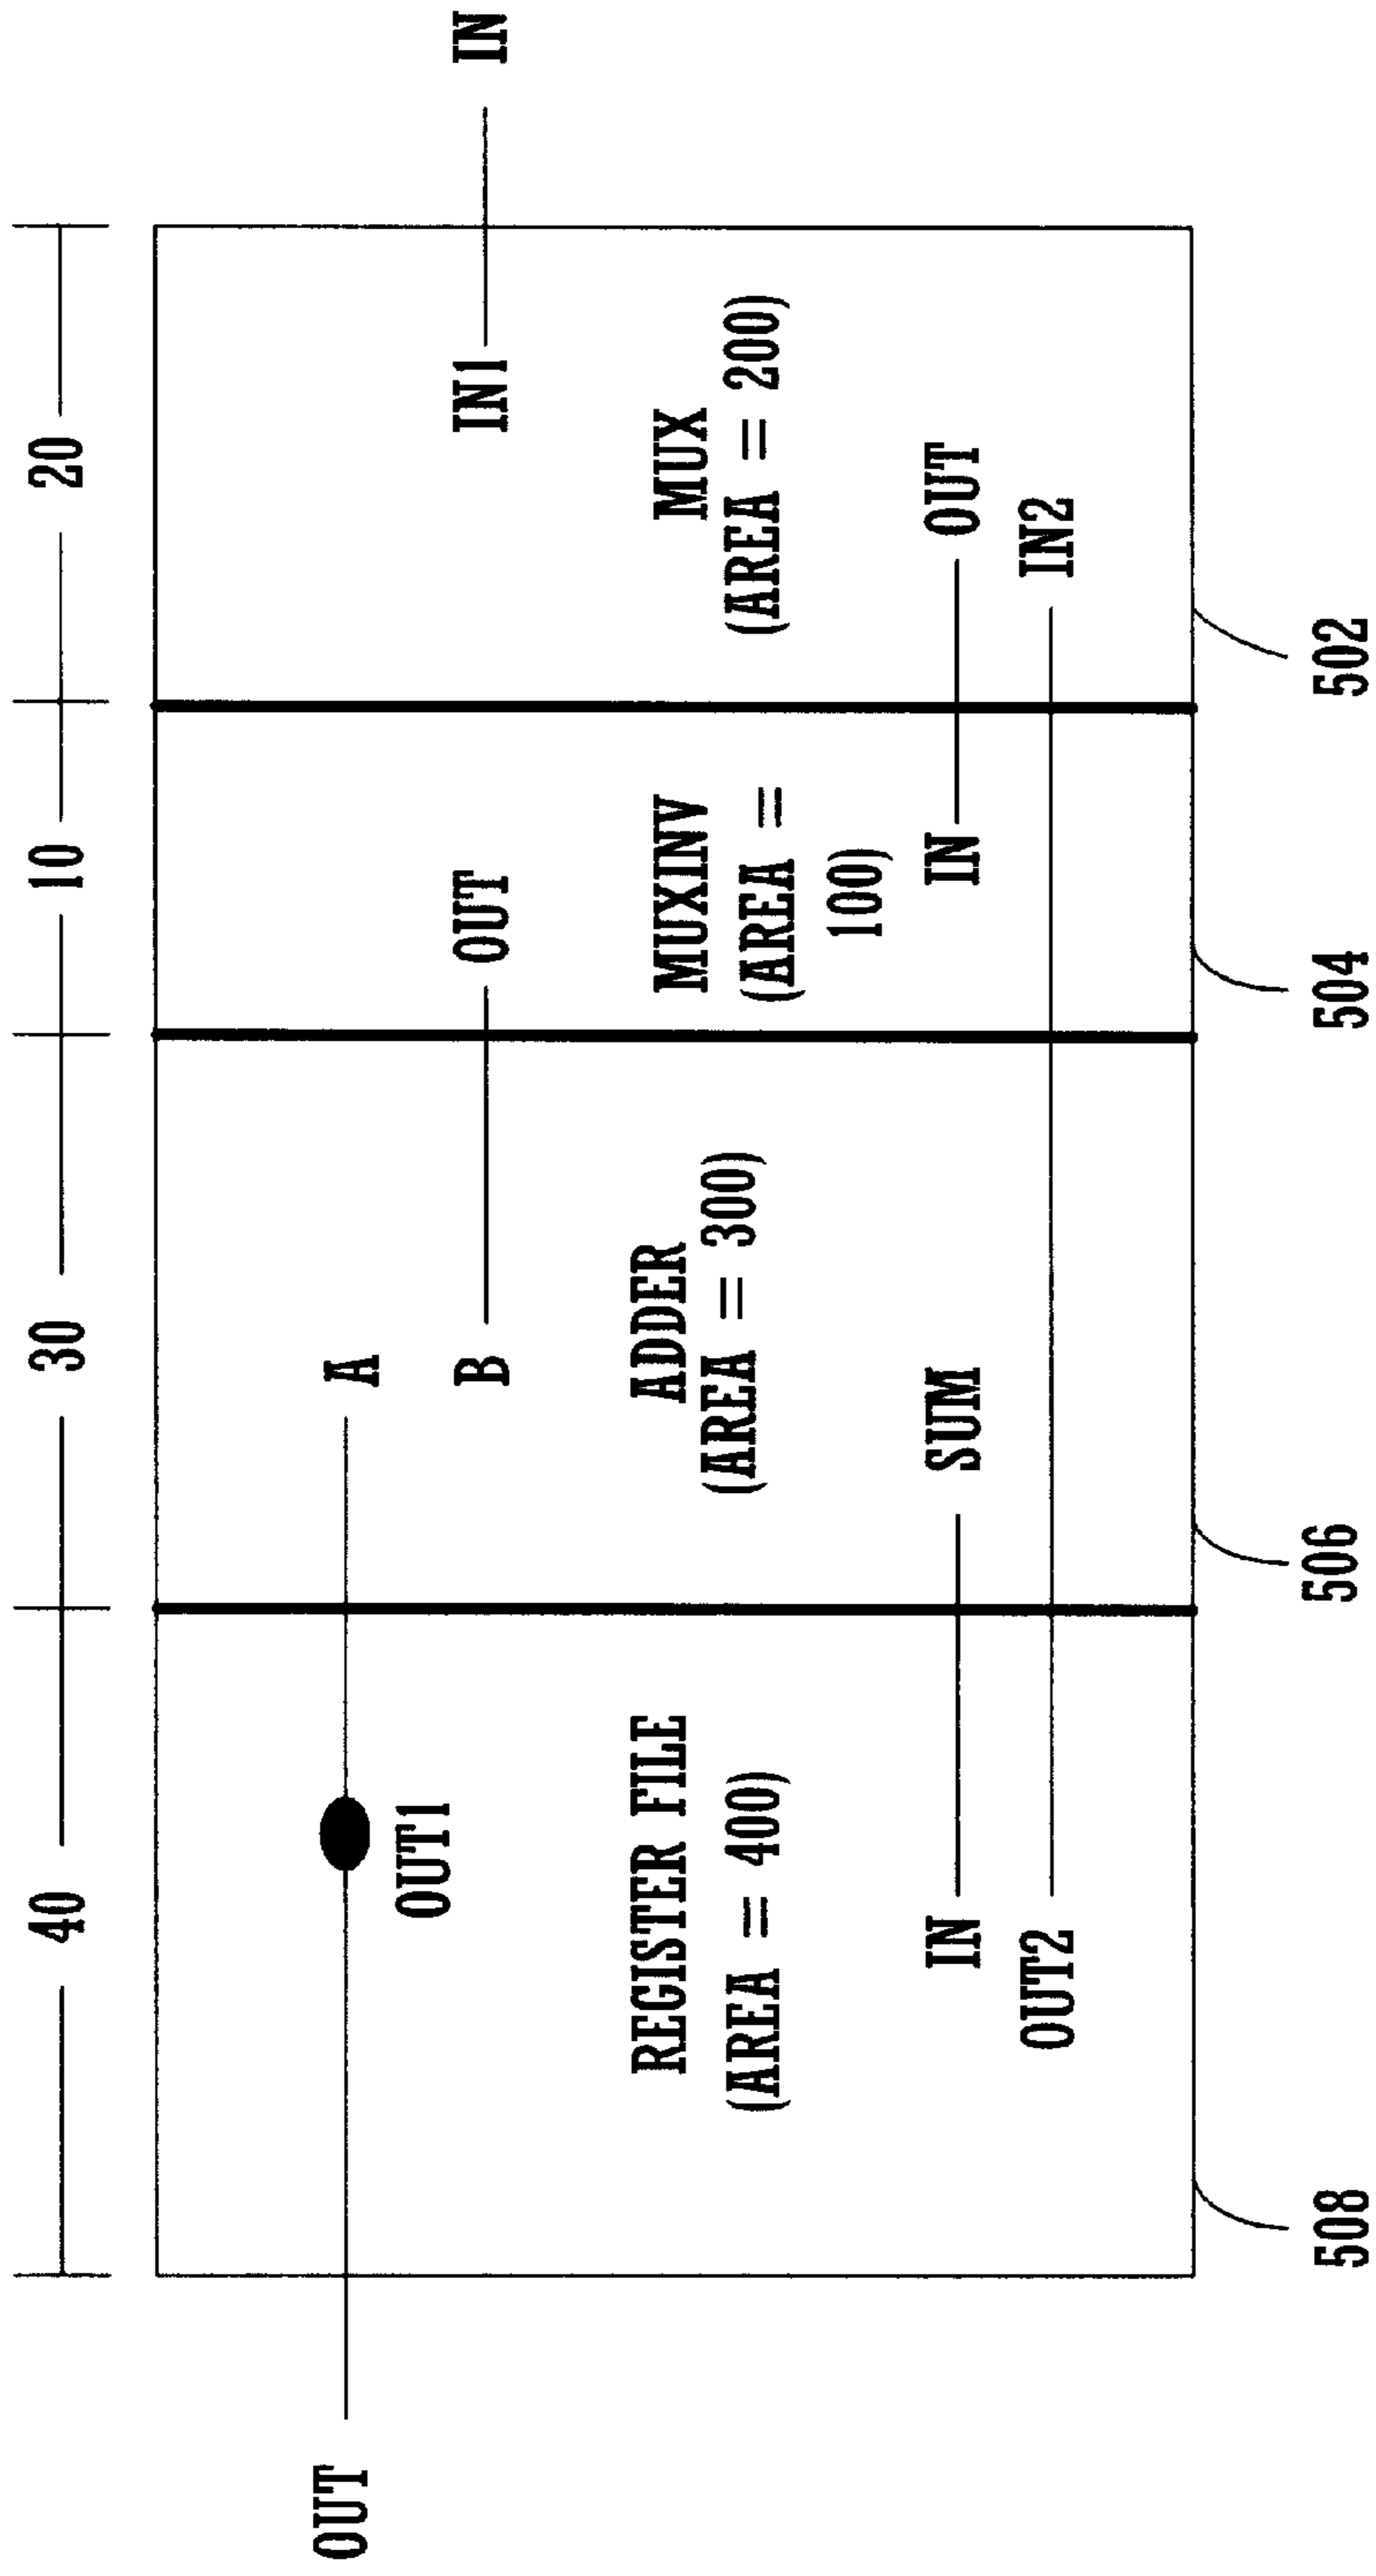 40
30
10
20
OUT
OUT1
A
B
OUT
IN1
IN
REGISTER FILE
(AREA = 400)
ADDER
(AREA = 300)
MUXINV
(AREA =
100)
MUX
(AREA = 200)
IN
SUM
IN
OUT
OUT2
IN2
508
506
504
502